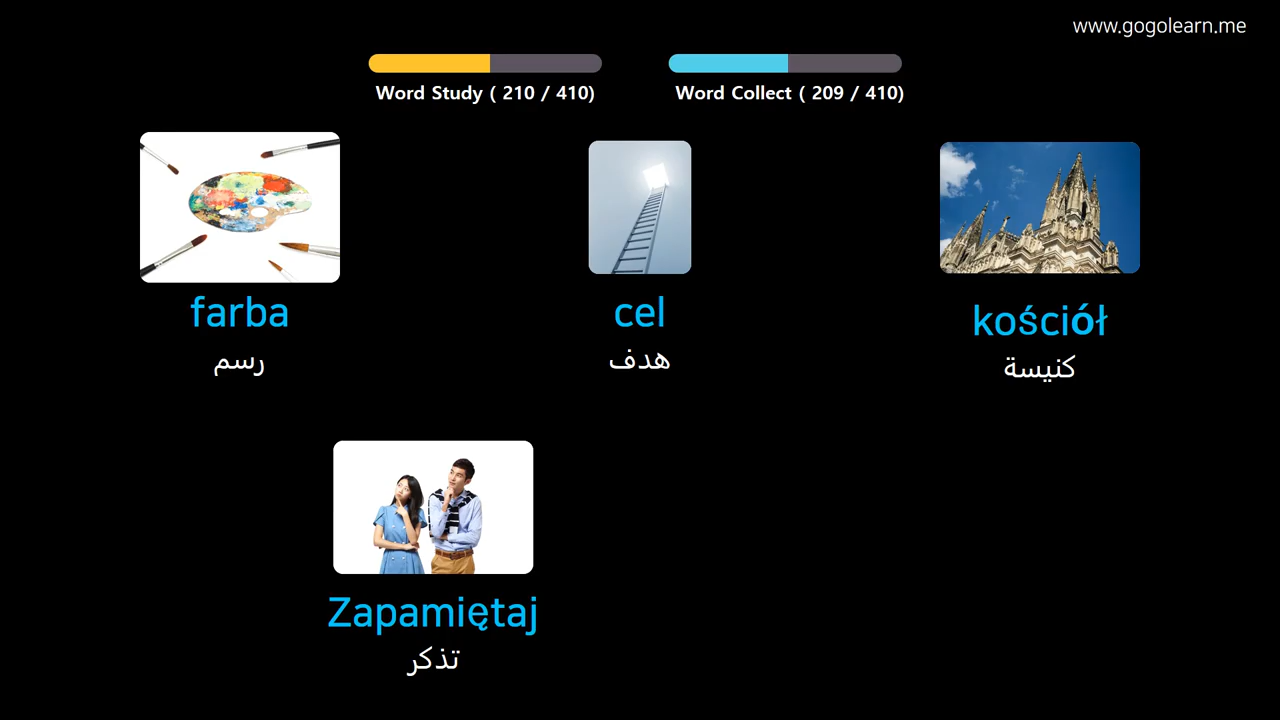 www.gogolearn.me
Word Study ( 210 / 410)
Word Collect ( 209 / 410)
farba
رسم
cel
هدف
kościół
كنيسة
Zapamiętaj
تذكر